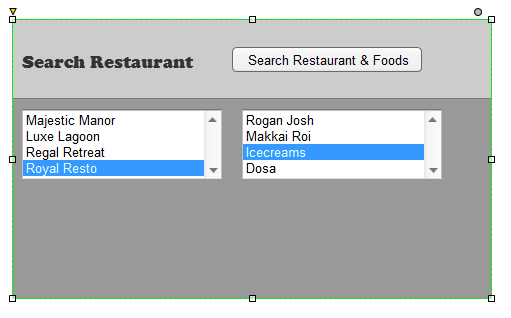 Search Restaurant
Search Restaurant & Foods
Majestic Manor
Luxe Lagoon
Regal Retreat
Royal Resto
Rogan Josh
Makkai Roi
Icecreams
Dosa